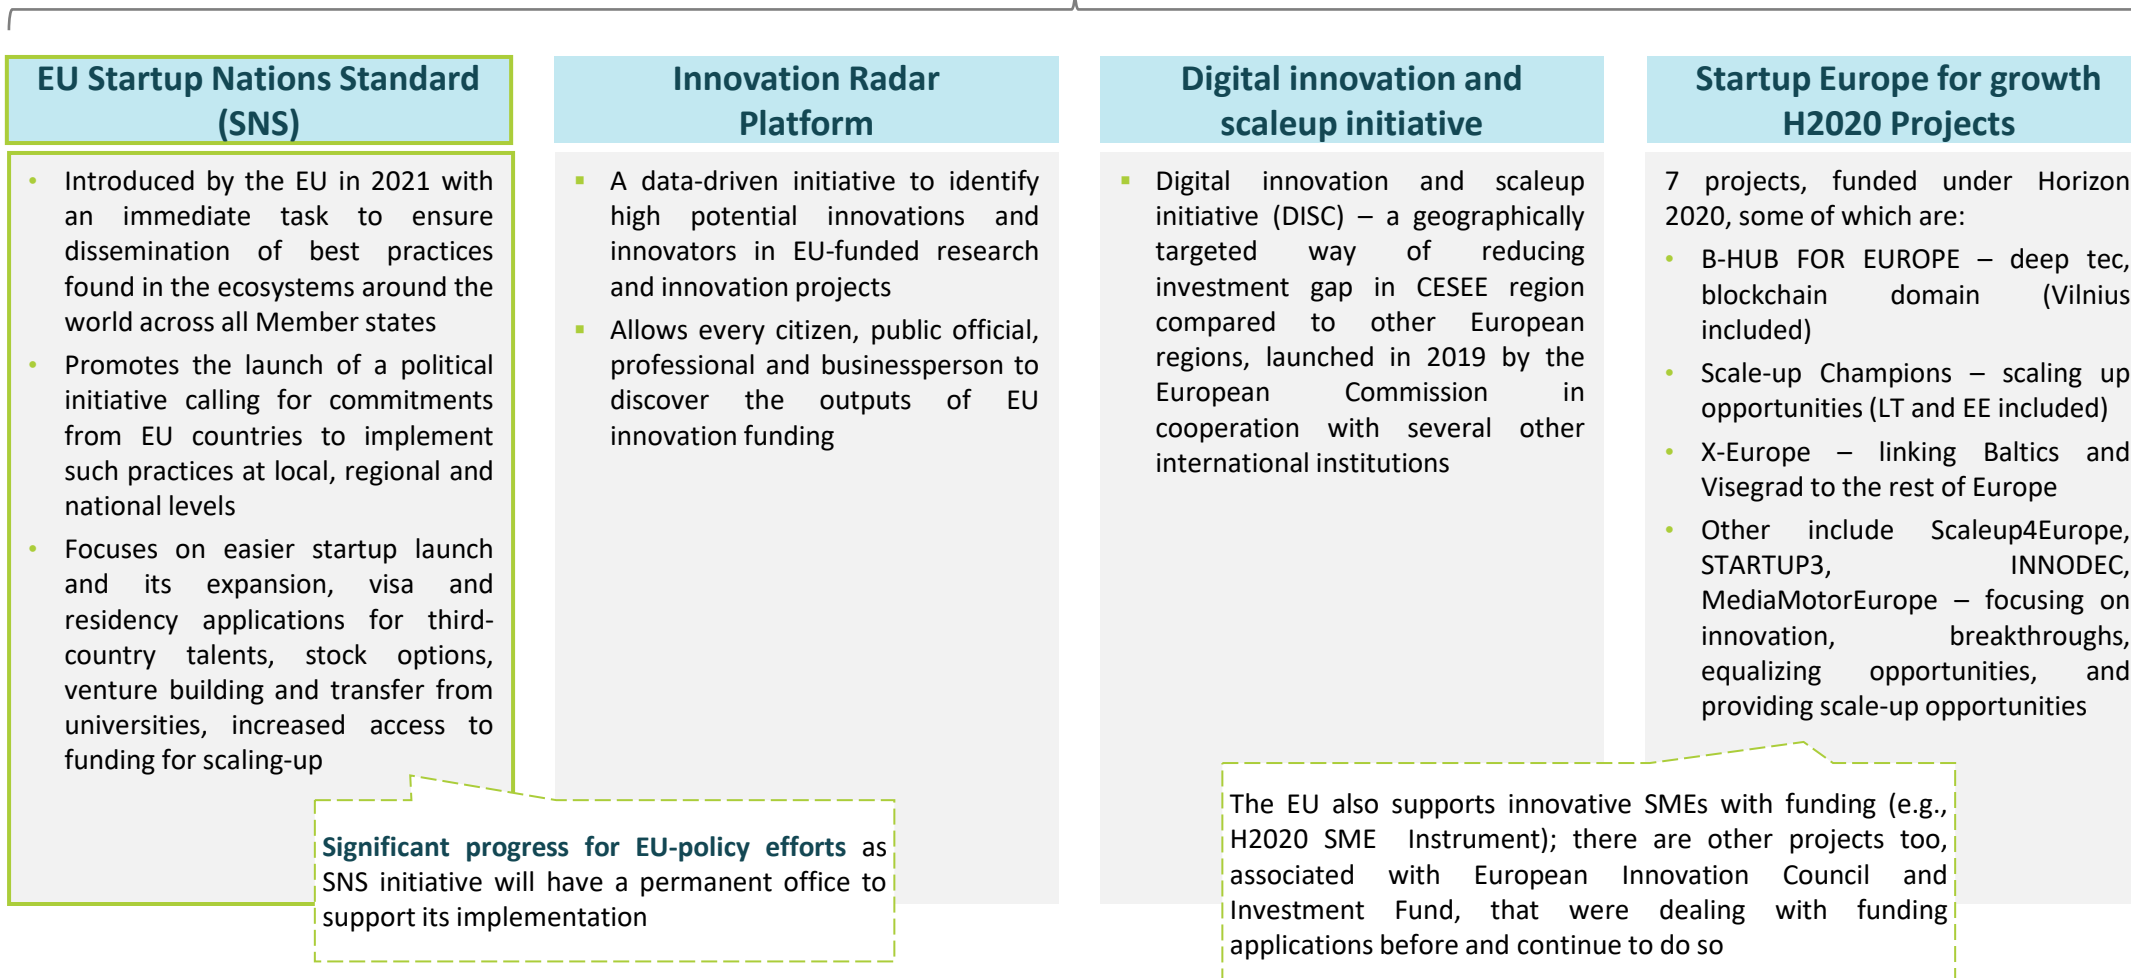 EU Startup Nations Standard
(SNS)
• Introduced by the EU in 2021 with
an immediate task to ensure
dissemination of best practices
found in the ecosystems around the
world across all Member states
• Promotes the launch of a political
initiative calling for commitments
from EU countries to implement
such practices at local, regional and
national levels
• Focuses on easier startup launch
and its expansion, visa and
residency applications for third-
country talents, stock options,
venture building and transfer from
universities, increased access to
funding for scaling-up
Significant progress for EU-policy efforts as
SNS initiative will have a permanent office to
support its implementation
Innovation Radar
Platform
▪ A data-driven initiative to identify
high potential innovations and
innovators in EU-funded research
and innovation projects
▪ Allows every citizen, public official,
professional and businessperson to
discover the outputs of EU
innovation funding
Digital innovation and
scaleup initiative
▪ Digital innovation and scaleup
initiative (DISC) – a geographically
targeted way of reducing
investment gap in CESEE region
compared to other European
regions, launched in 2019 by the
European Commission in
cooperation with several other
international institutions
Startup Europe for growth
H2020 Projects
7 projects, funded under Horizon
2020, some of which are:
• B-HUB FOR EUROPE – deep tec,
blockchain domain (Vilnius
included)
• Scale-up Champions – scaling up
opportunities (LT and EE included)
• X-Europe – linking Baltics and
Visegrad to the rest of Europe
• Other include Scaleup4Europe,
STARTUP3, INNODEC,
MediaMotorEurope – focusing on
innovation, breakthroughs,
equalizing opportunities, and
providing scale-up opportunities
The EU also supports innovative SMEs with funding (e.g.,
H2020 SME Instrument); there are other projects too,
associated with European Innovation Council and
Investment Fund, that were dealing with funding
applications before and continue to do so